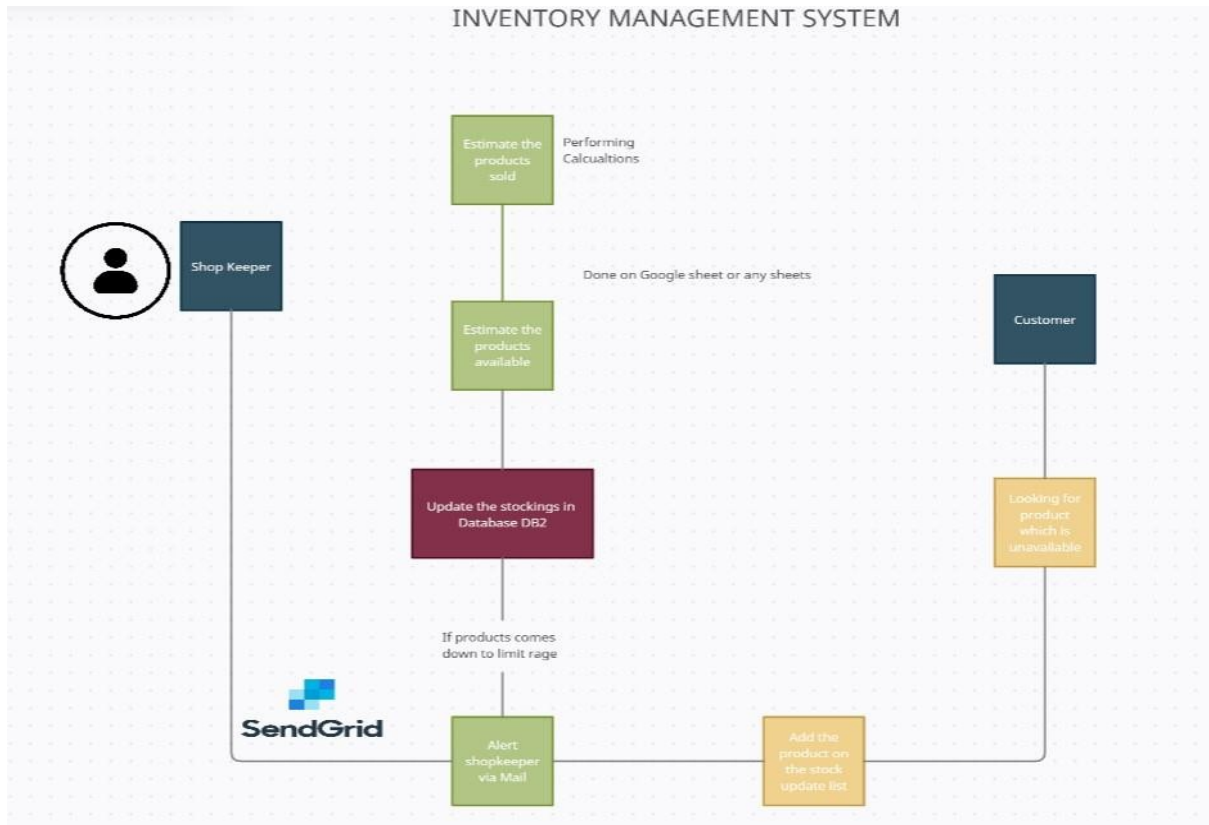 INVENTORY MANAGEMENT SYSTEM
Estimate the
products
sold
Performing
Calcualtions
Shop Keeper
Done on Google sheet or any sheets
Estimate the
products
available
Customer
Update the stockings in
Database DB2
Looking for
product
which is
unavailable
If products comes
down to limit rage
SendGrid
Alert
shopkeeper
via Mail
Add the
product on
the stock
update list